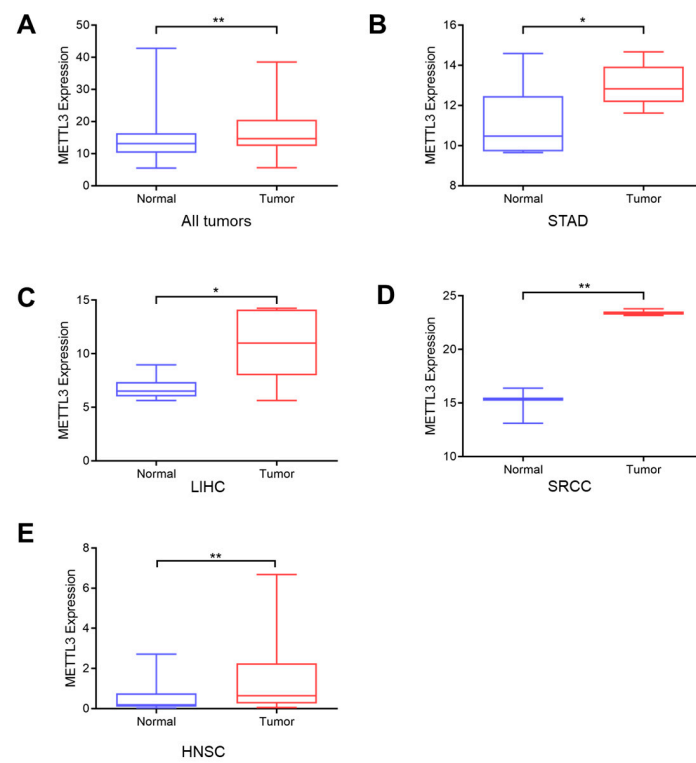 A
**
METTL3 Expression
50
40
30
20
10
0
Normal
Tumor
All tumors
B
*
METTL3 Expression
16
14
12
10
8
Normal
Tumor
STAD
C
*
METTL3 Expression
15
10
5
0
Normal
Tumor
LIHC
D
**
METTL3 Expression
25
20
15
10
Normal
Tumor
SRCC
E
**
METTL3 Expression
8
6
4
2
0
Normal
Tumor
HNSC